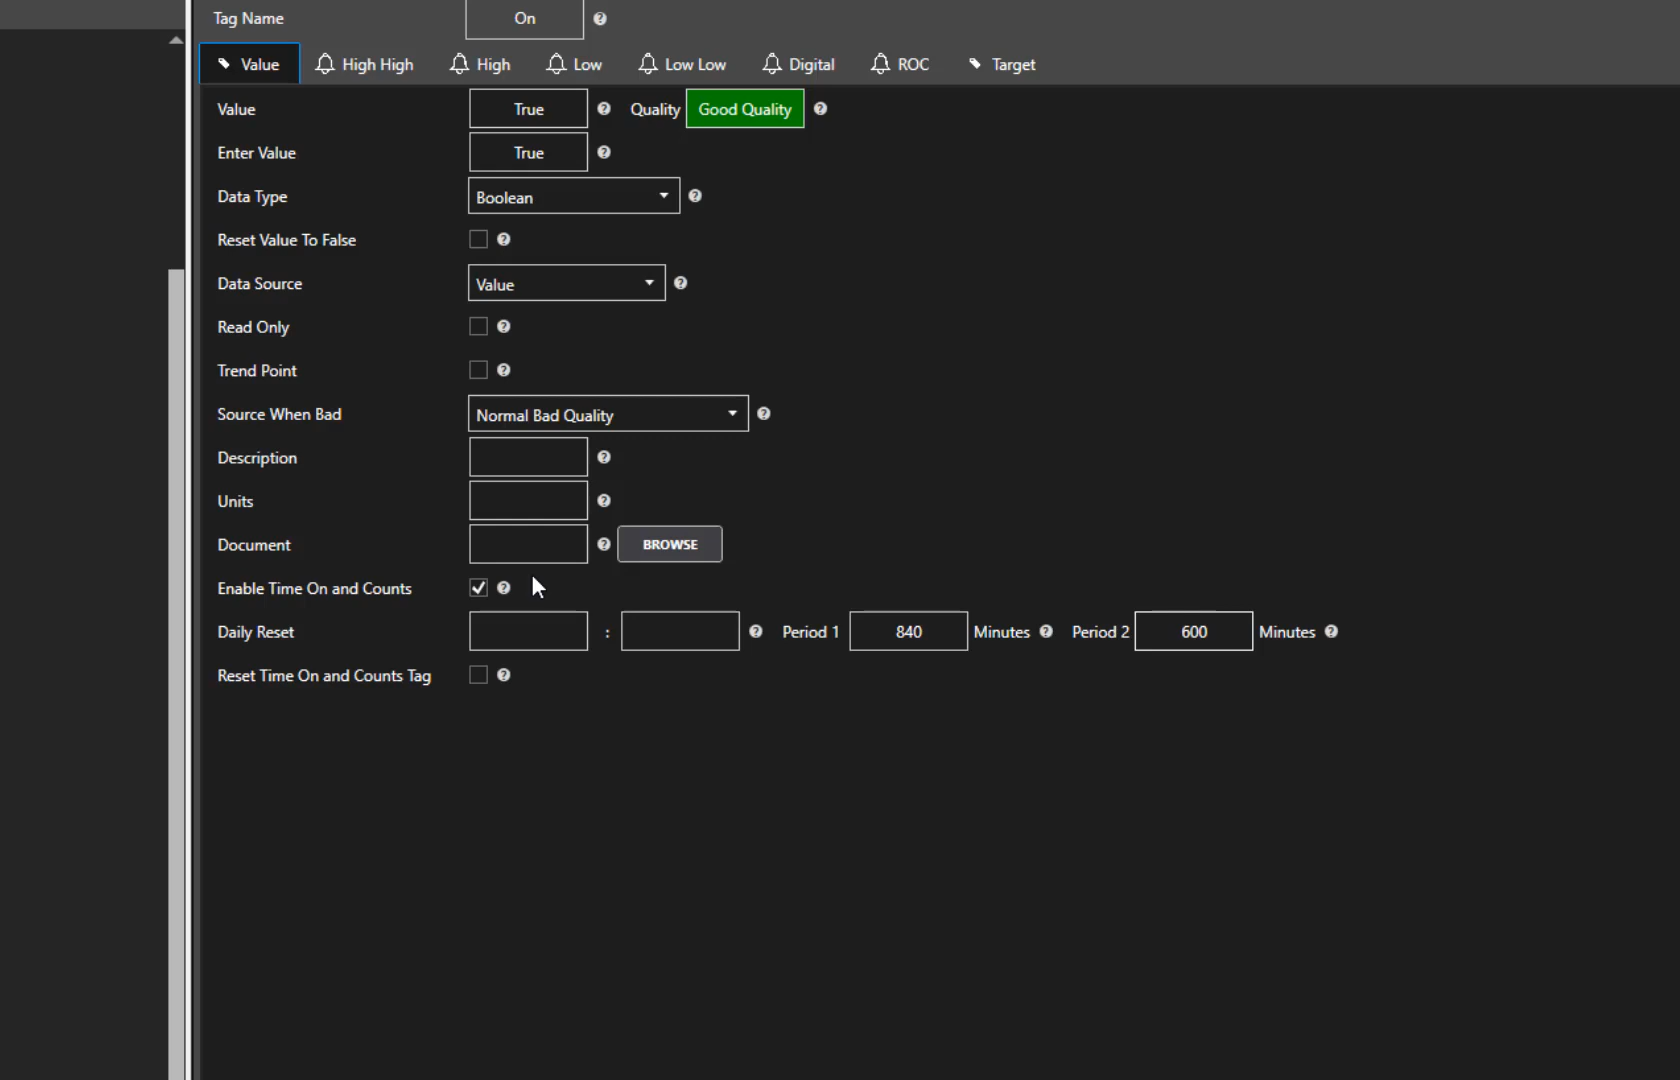 Tag Name On
Value High High High Low Low Low Digital ROC Target
Value True Quality Good Quality
Enter Value True
Data Type Boolean
Reset Value To False
Data Source Value
Read Only
Trend Point
Source When Bad Normal Bad Quality
Description
Units
Document BROWSE
Enable Time On and Counts
Daily Reset : Period 1 840 Minutes Period 2 600 Minutes
Reset Time On and Counts Tag